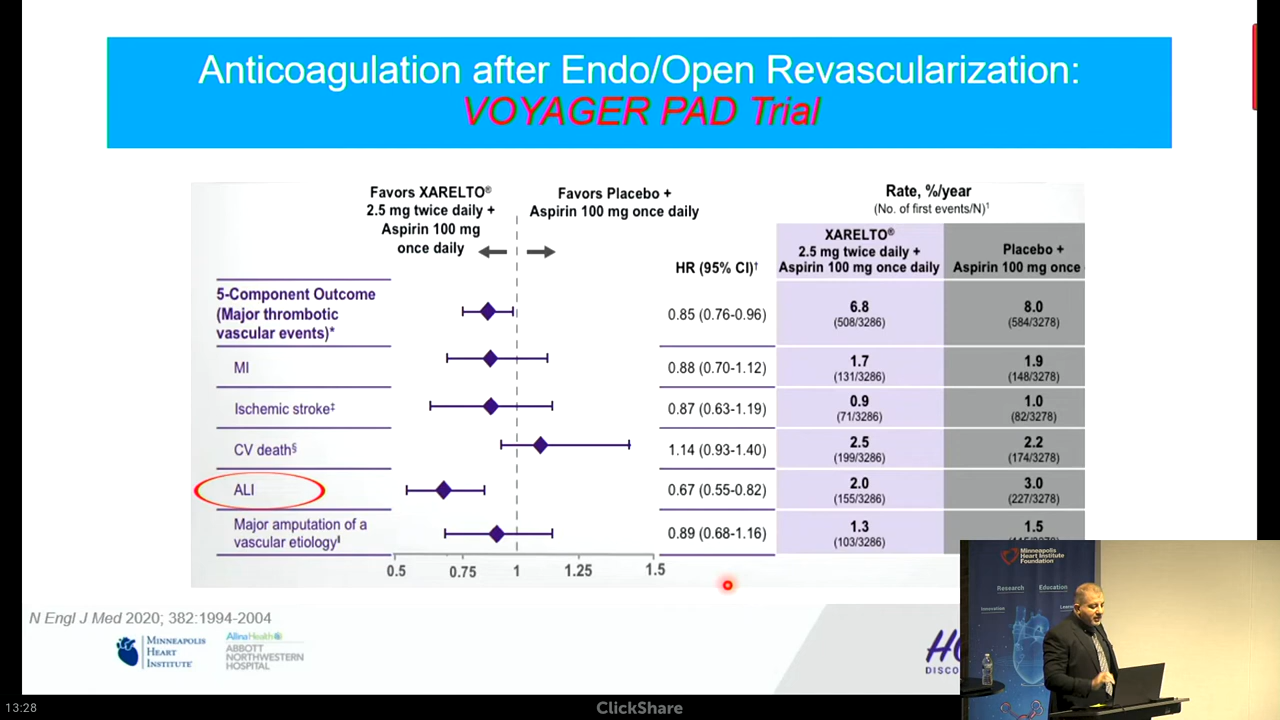 Anticoagulation after Endo/Open Revascularization:
VOYAGER PAD Trial
Favors XARELTO®
2.5 mg twice daily +
Aspirin 100 mg
once daily
Favors Placebo +
Aspirin 100 mg once daily
Rate, %/year
(No. of first events/N)†
HR (95% CI)†
XARELTO®
2.5 mg twice daily +
Aspirin 100 mg once daily
Placebo +
Aspirin 100 mg once
5-Component Outcome
(Major thrombotic
vascular events)*
0.85 (0.76-0.96)
6.8
(508/3286)
8.0
(584/3278)
MI
0.88 (0.70-1.12)
1.7
(131/3286)
1.9
(148/3278)
Ischemic stroke‡
0.87 (0.63-1.19)
0.9
(71/3286)
1.0
(82/3278)
CV death§
1.14 (0.93-1.40)
2.5
(199/3286)
2.2
(174/3278)
ALI
0.67 (0.55-0.82)
2.0
(155/3286)
3.0
(227/3278)
Major amputation of a
vascular etiology‖
0.89 (0.68-1.16)
1.3
(103/3286)
1.5
0.5 0.75 1 1.25 1.5
N Engl J Med 2020; 382:1994-2004
MINNEAPOLIS
HEART
INSTITUTE
Allina Health
ABBOTT
NORTHWESTERN
HOSPITAL
DISCO
Minneapolis
Heart Institute
Foundation
Research Education
Innovation
13:28
ClickShare